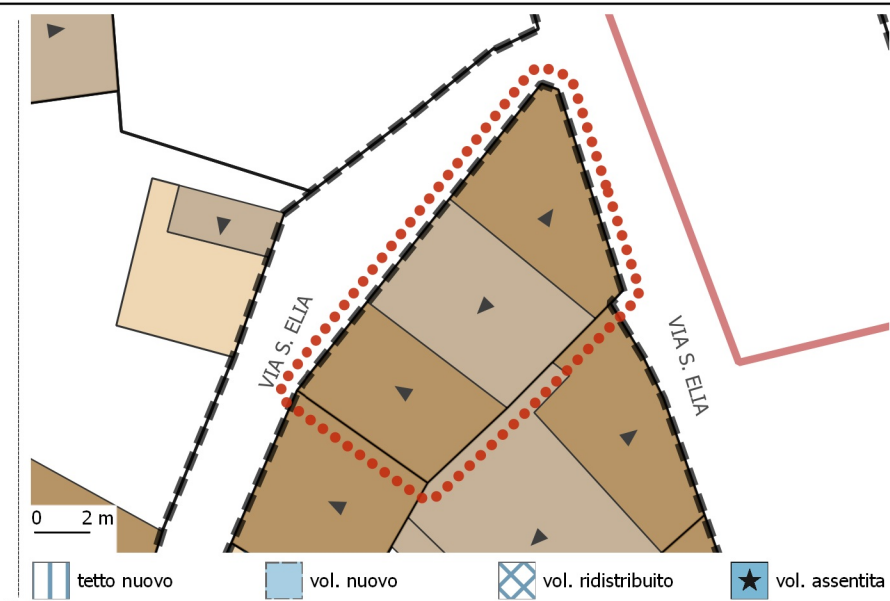 VIA S. ELIA
VIA S. ELIA
0 2 m
tetto nuovo
vol. nuovo
vol. ridistribuito
vol. assentita